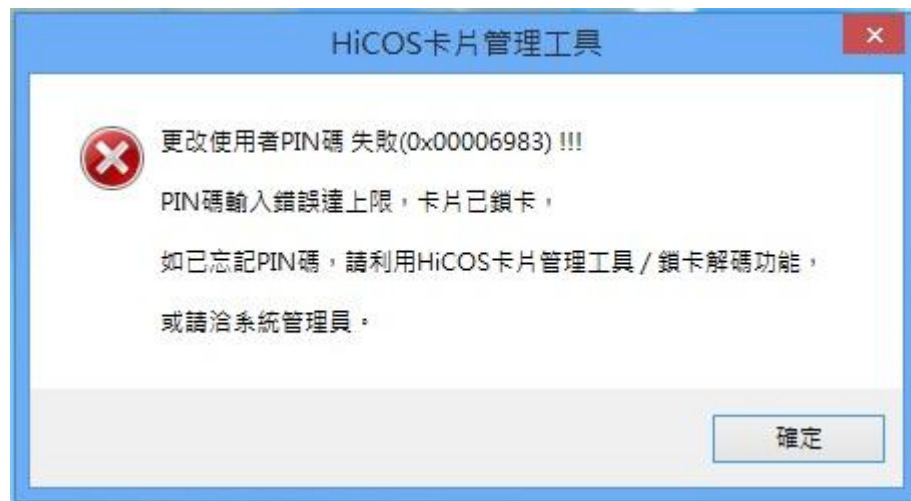 HiCOS卡片管理工具
更改使用者PIN碼 失敗(0x00006983) !!!
PIN碼輸入錯誤達上限，卡片已鎖卡，
如已忘記PIN碼，請利用HiCOS卡片管理工具 / 鎖卡解碼功能，
或請洽系統管理員。
確定